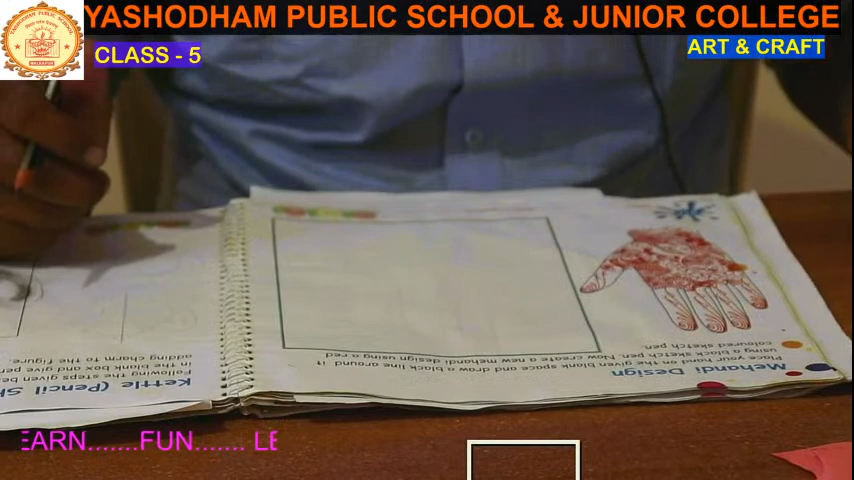 YASHODHAM PUBLIC SCHOOL & JUNIOR COLLEGE
CLASS - 5
ART & CRAFT
Mehandi Design
Place your hand on the given blank space and draw a black line around it
using a black sketch pen. Now create a new mehandi design using a red
coloured sketch pen.
Kettle (Pencil Sh
Following the steps given be
in the blank box and give pen
adding charm to the figure.
EARN.......FUN....... LE